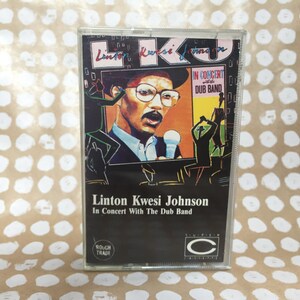 LKJ
Linton Kwesi Johnson
IN CONCERT
WITH THE
DUB BAND
Linton Kwesi Johnson
In Concert With The Dub Band
ROUGH
TRADE
C